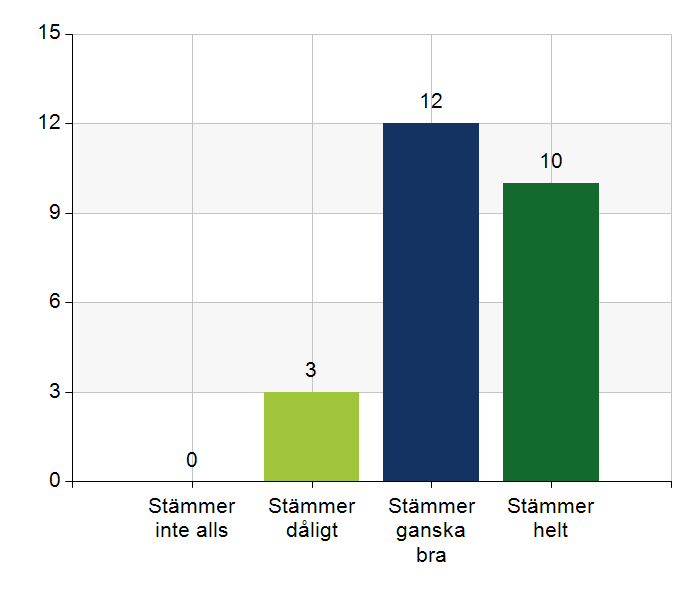 15
12
12
10
9
6
3
3
0
0
Stämmer
inte alls
Stämmer
dåligt
Stämmer
ganska
bra
Stämmer
helt